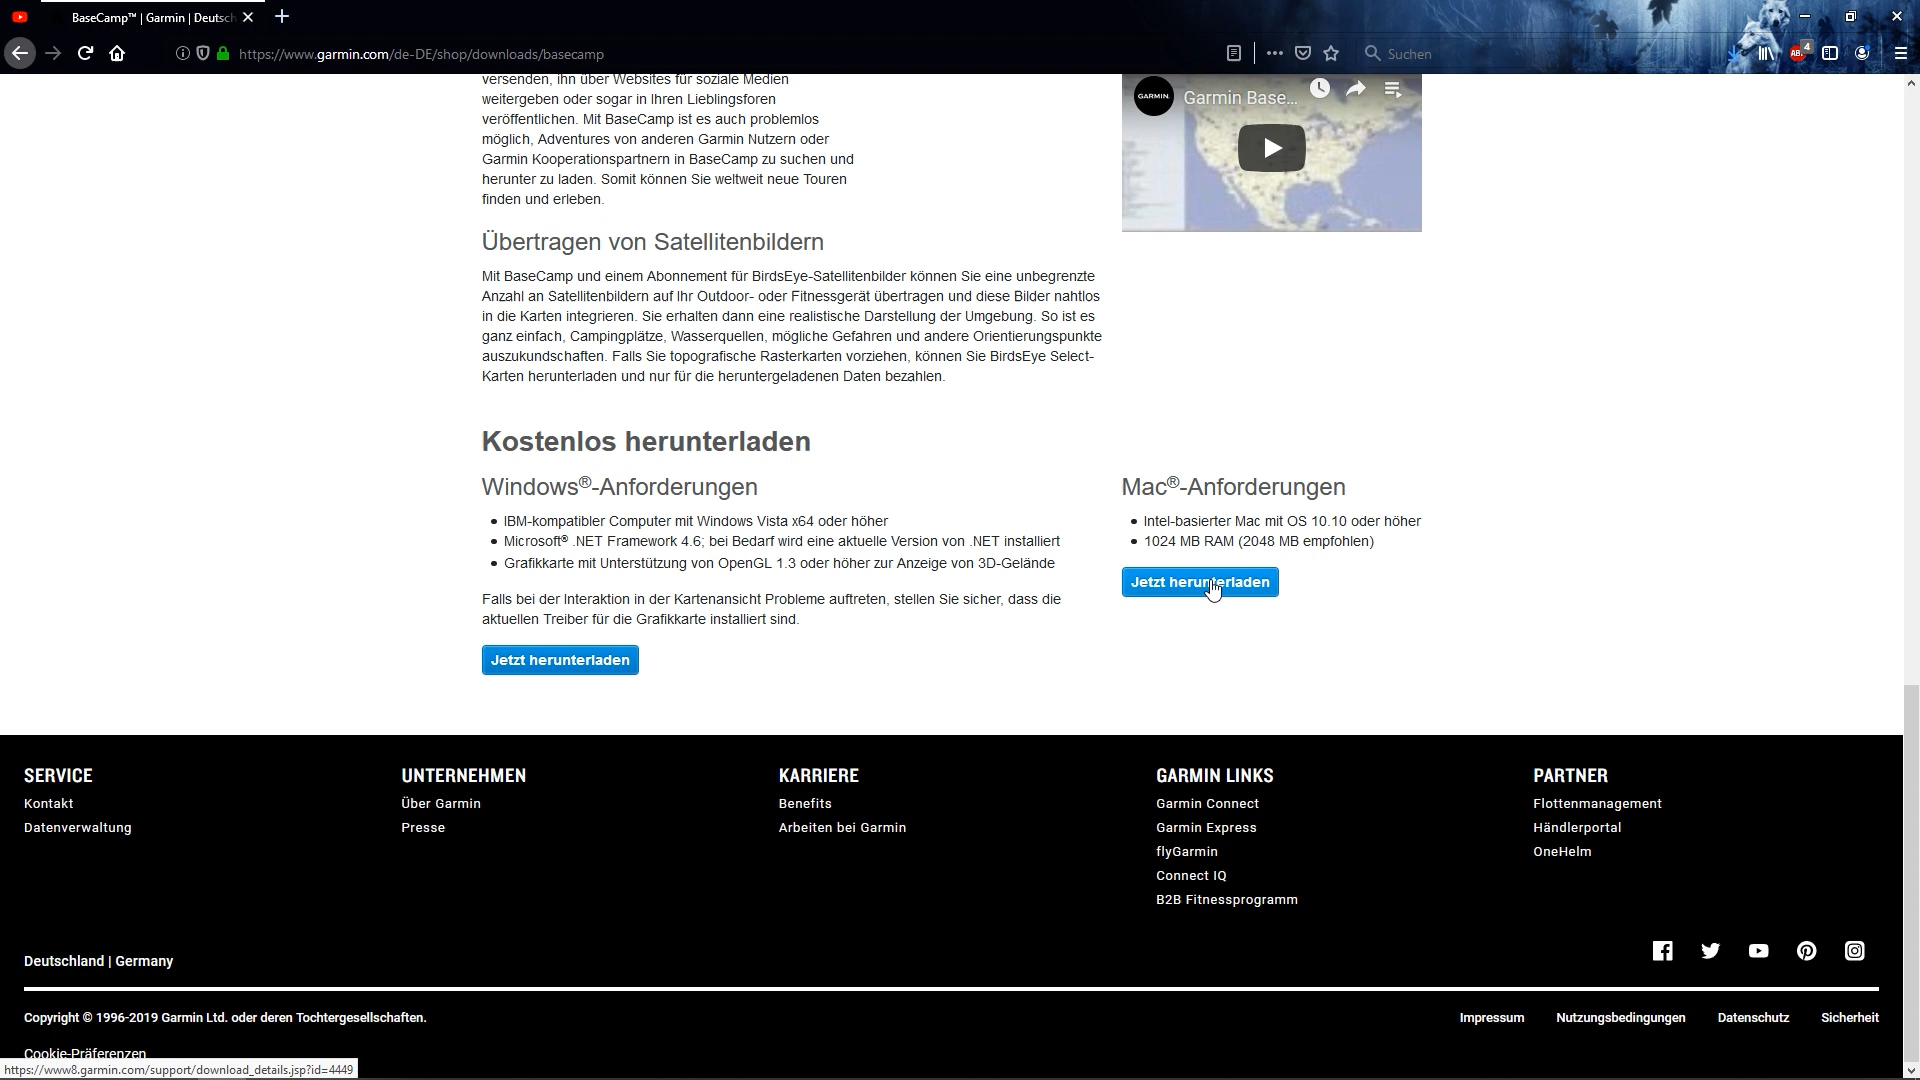 BaseCamp™ | Garmin | Deutsch
https://www.garmin.com/de-DE/shop/downloads/basecamp
Suchen
4
versenden, ihn über Websites für soziale Medien
weitergeben oder sogar in Ihren Lieblingsforen
veröffentlichen. Mit BaseCamp ist es auch problemlos
möglich, Adventures von anderen Garmin Nutzern oder
Garmin Kooperationspartnern in BaseCamp zu suchen und
herunter zu laden. Somit können Sie weltweit neue Touren
finden und erleben.
GARMIN.
Garmin Base...
Übertragen von Satellitenbildern
Mit BaseCamp und einem Abonnement für BirdsEye-Satellitenbilder können Sie eine unbegrenzte
Anzahl an Satellitenbildern auf Ihr Outdoor- oder Fitnessgerät übertragen und diese Bilder nahtlos
in die Karten integrieren. Sie erhalten dann eine realistische Darstellung der Umgebung. So ist es
ganz einfach, Campingplätze, Wasserquellen, mögliche Gefahren und andere Orientierungspunkte
auszukundschaften. Falls Sie topografische Rasterkarten vorziehen, können Sie BirdsEye Select-
Karten herunterladen und nur für die heruntergeladenen Daten bezahlen.
Kostenlos herunterladen
Windows®-Anforderungen
• IBM-kompatibler Computer mit Windows Vista x64 oder höher
• Microsoft® .NET Framework 4.6; bei Bedarf wird eine aktuelle Version von .NET installiert
• Grafikkarte mit Unterstützung von OpenGL 1.3 oder höher zur Anzeige von 3D-Gelände
Falls bei der Interaktion in der Kartenansicht Probleme auftreten, stellen Sie sicher, dass die
aktuellen Treiber für die Grafikkarte installiert sind.
Jetzt herunterladen
Mac®-Anforderungen
• Intel-basierter Mac mit OS 10.10 oder höher
• 1024 MB RAM (2048 MB empfohlen)
Jetzt herunterladen
SERVICE
Kontakt
Datenverwaltung
UNTERNEHMEN
Über Garmin
Presse
KARRIERE
Benefits
Arbeiten bei Garmin
GARMIN LINKS
Garmin Connect
Garmin Express
flyGarmin
Connect IQ
B2B Fitnessprogramm
PARTNER
Flottenmanagement
Händlerportal
OneHelm
Deutschland | Germany
Copyright © 1996-2019 Garmin Ltd. oder deren Tochtergesellschaften.
Impressum Nutzungsbedingungen Datenschutz Sicherheit
Cookie-Präferenzen
https://www8.garmin.com/support/download_details.jsp?id=4449